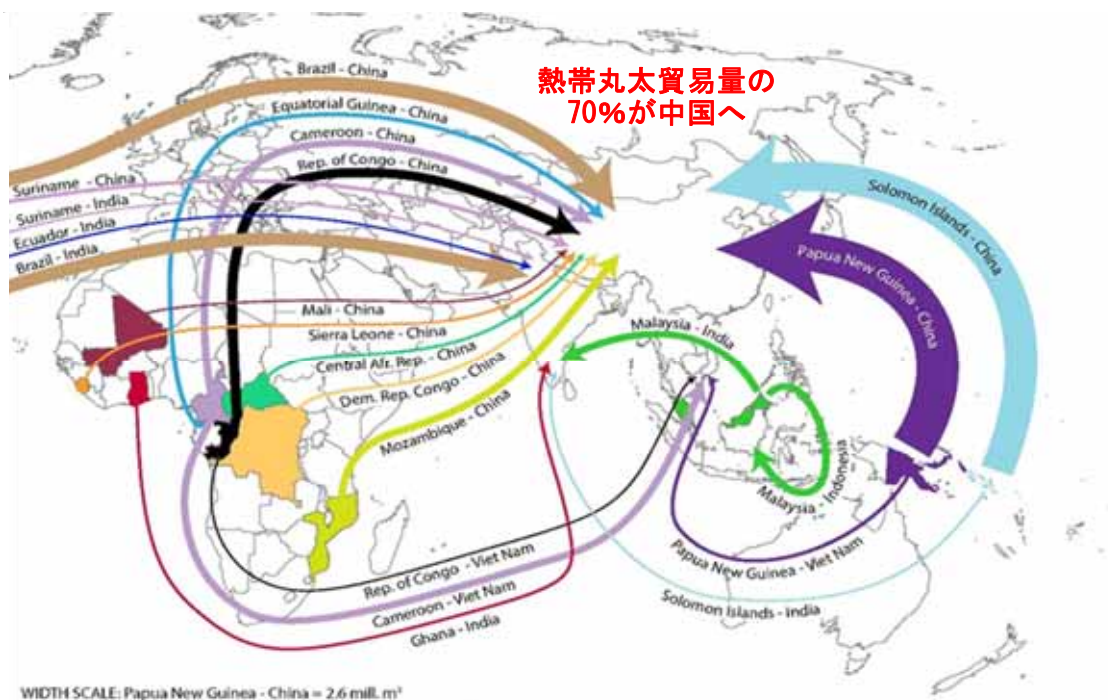 熱帯丸太貿易量の
70%が中国へ
Brazil - China
Equatorial Guinea - China
Cameroon - China
Rep. of Congo - China
Suriname - China
Suriname - India
Ecuador - India
Brazil - India
Mali - China
Sierra Leone - China
Central Afr. Rep. - China
Dem. Rep. Congo - China
Mozambique - China
Solomon Islands - China
Papua New Guinea - China
Malaysia - India
Malaysia - Indonesia
Papua New Guinea - Viet Nam
Solomon Islands - India
Rep. of Congo - Viet Nam
Cameroon - Viet Nam
Ghana - India
WIDTH SCALE: Papua New Guinea - China = 2.6 mill. m³